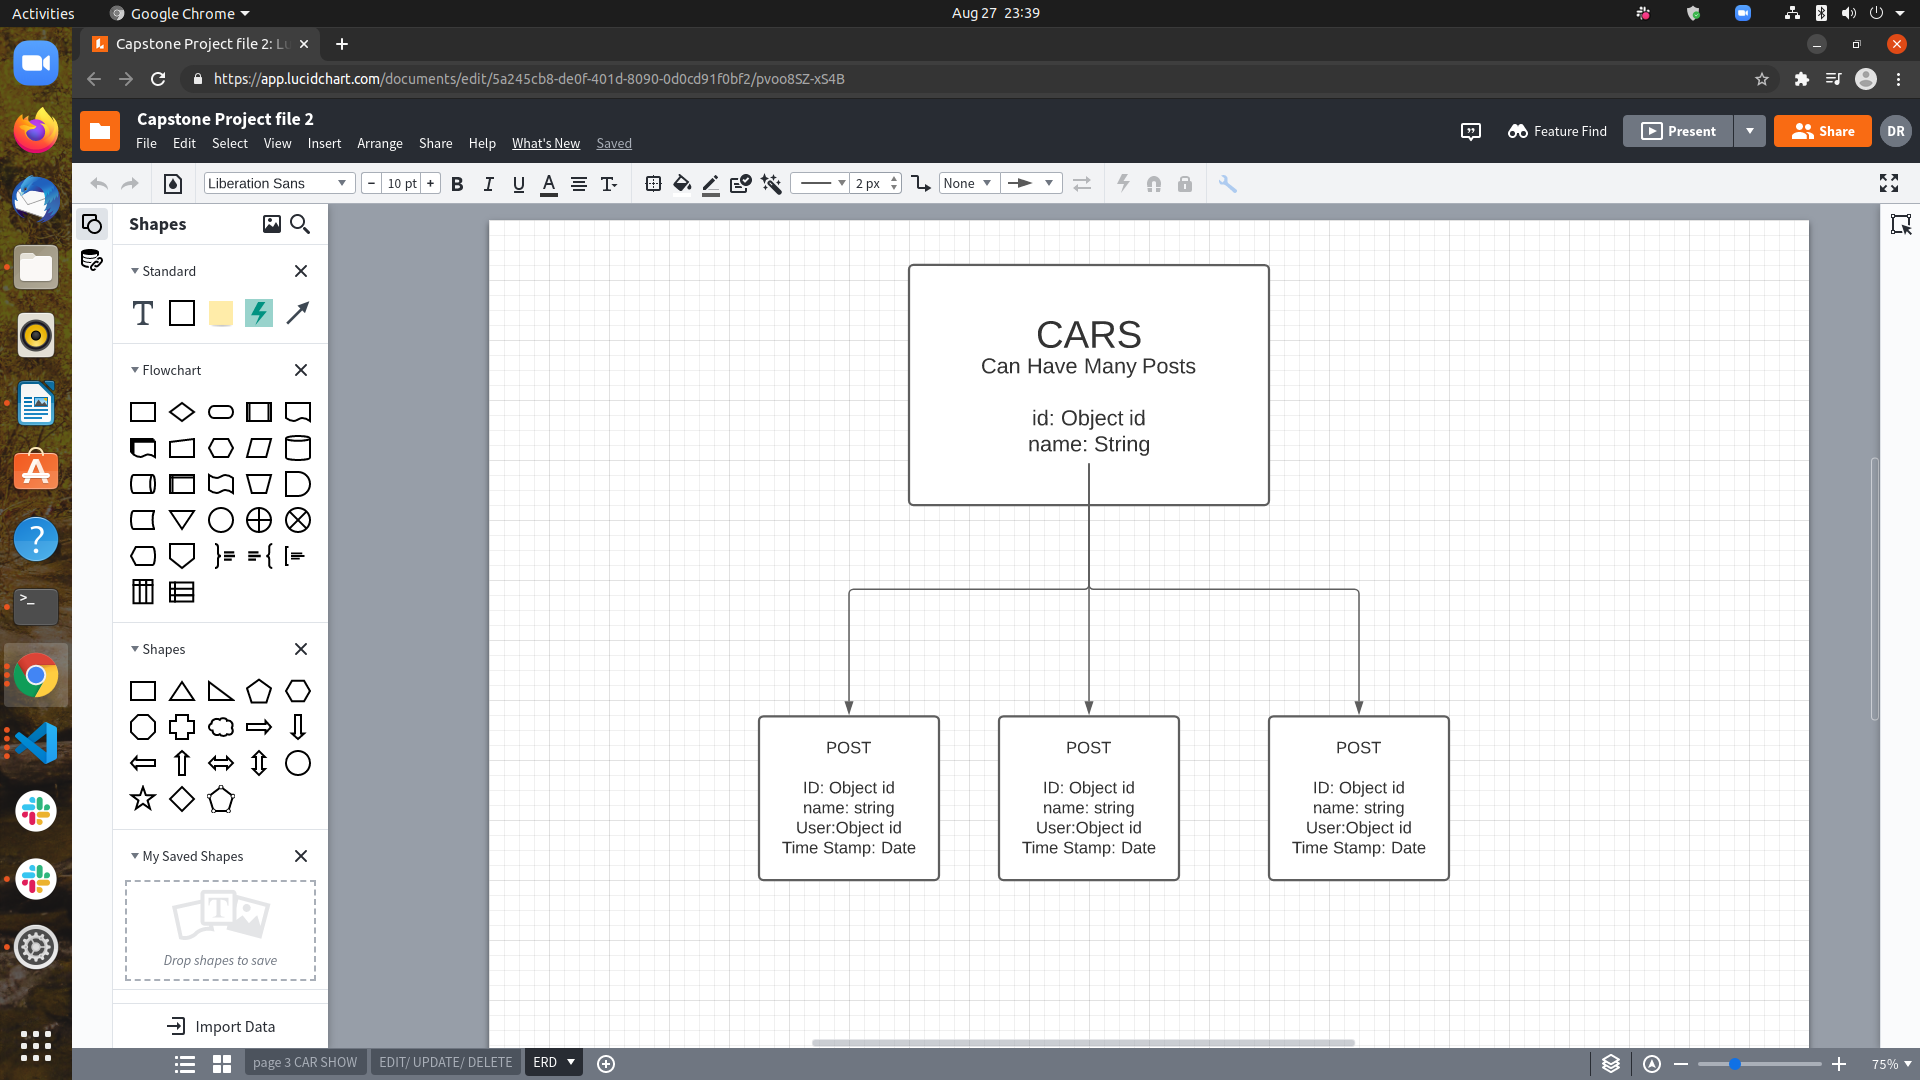 Activities
Google Chrome
Aug 27 23:39
Capstone Project file 2: Lu
https://app.lucidchart.com/documents/edit/5a245cb8-de0f-401d-8090-0d0cd91f0bf2/pvoo8SZ-xS4B
Capstone Project file 2
File Edit Select View Insert Arrange Share Help What's New Saved
Feature Find
Present
Share
DR
Liberation Sans
10 pt
B I U A T
2 px
None
Shapes
Standard
T
Flowchart
Shapes
My Saved Shapes
T
Drop shapes to save
Import Data
CARS
Can Have Many Posts
id: Object id
name: String
POST
ID: Object id
name: string
User:Object id
Time Stamp: Date
POST
ID: Object id
name: string
User:Object id
Time Stamp: Date
POST
ID: Object id
name: string
User:Object id
Time Stamp: Date
page 3 CAR SHOW
EDIT/ UPDATE/ DELETE
ERD
75%